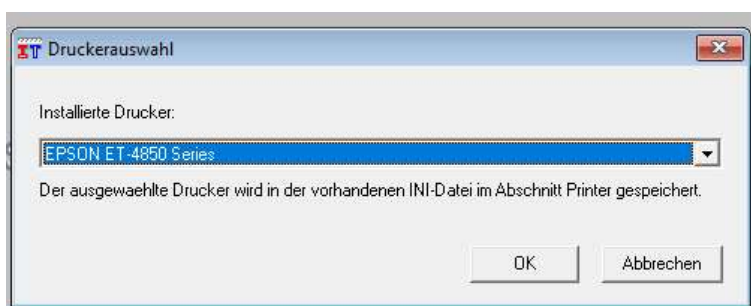 IT Druckerauswahl
Installierte Drucker:
EPSON ET-4850 Series
Der ausgewaehlte Drucker wird in der vorhandenen INI-Datei im Abschnitt Printer gespeichert.
OK Abbrechen